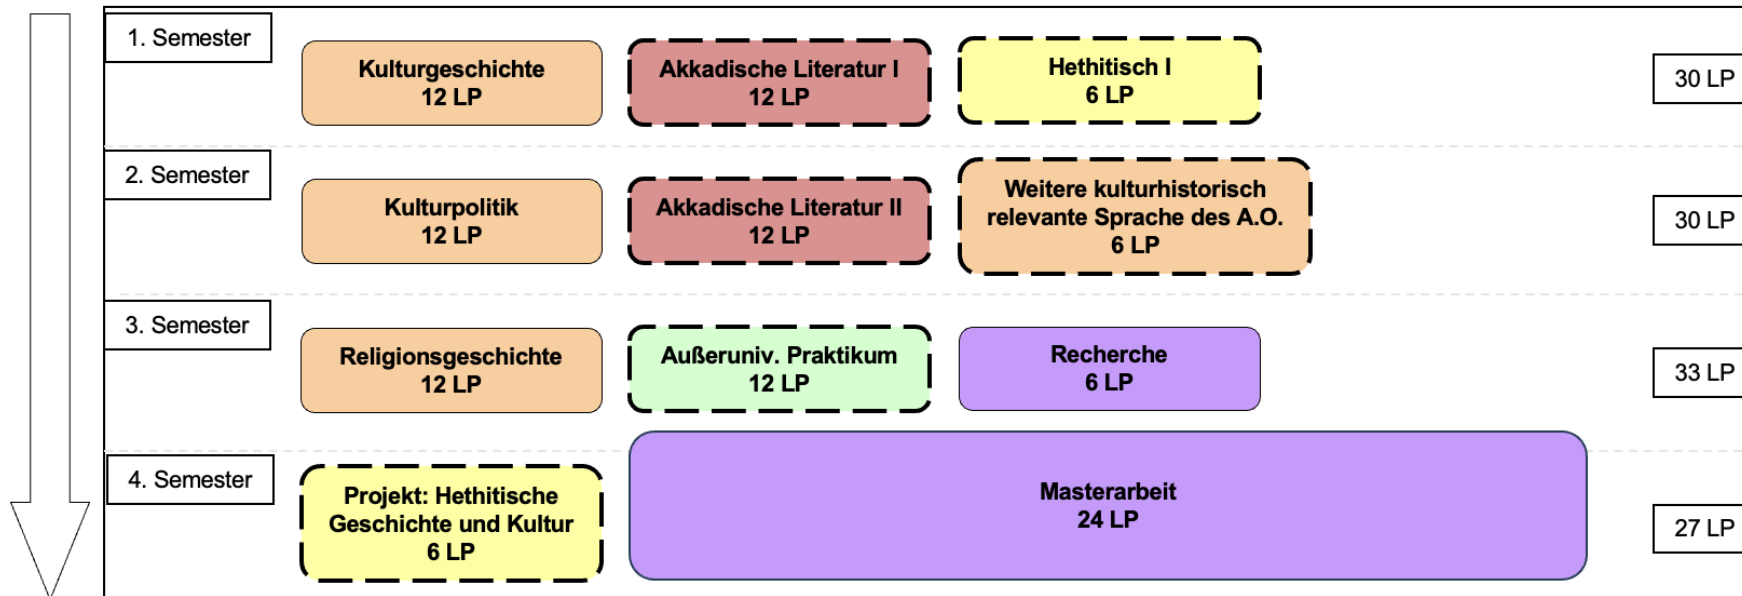 1. Semester
Kulturgeschichte
12 LP
Akkadische Literatur I
12 LP
Hethitisch I
6 LP
30 LP
2. Semester
Kulturpolitik
12 LP
Akkadische Literatur II
12 LP
Weitere kulturhistorisch
relevante Sprache des A.O.
6 LP
30 LP
3. Semester
Religionsgeschichte
12 LP
Außeruniv. Praktikum
12 LP
Recherche
6 LP
33 LP
4. Semester
Projekt: Hethitische
Geschichte und Kultur
6 LP
Masterarbeit
24 LP
27 LP